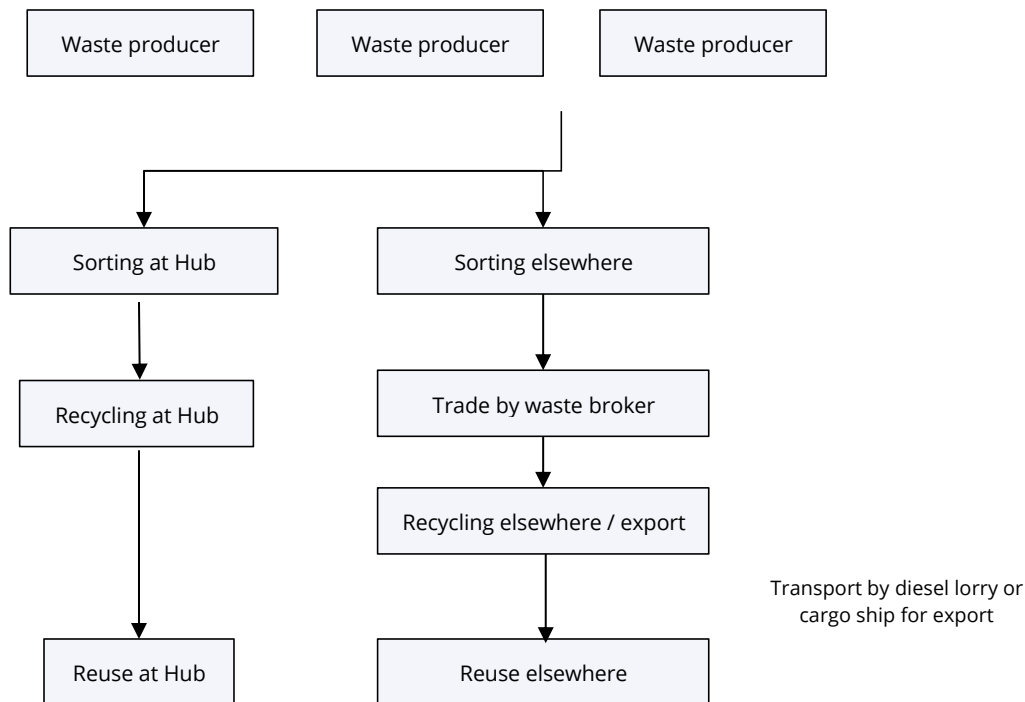 Waste producer
Waste producer
Waste producer
Sorting at Hub
Sorting elsewhere
Recycling at Hub
Trade by waste broker
Recycling elsewhere / export
Transport by diesel lorry or
cargo ship for export
Reuse at Hub
Reuse elsewhere